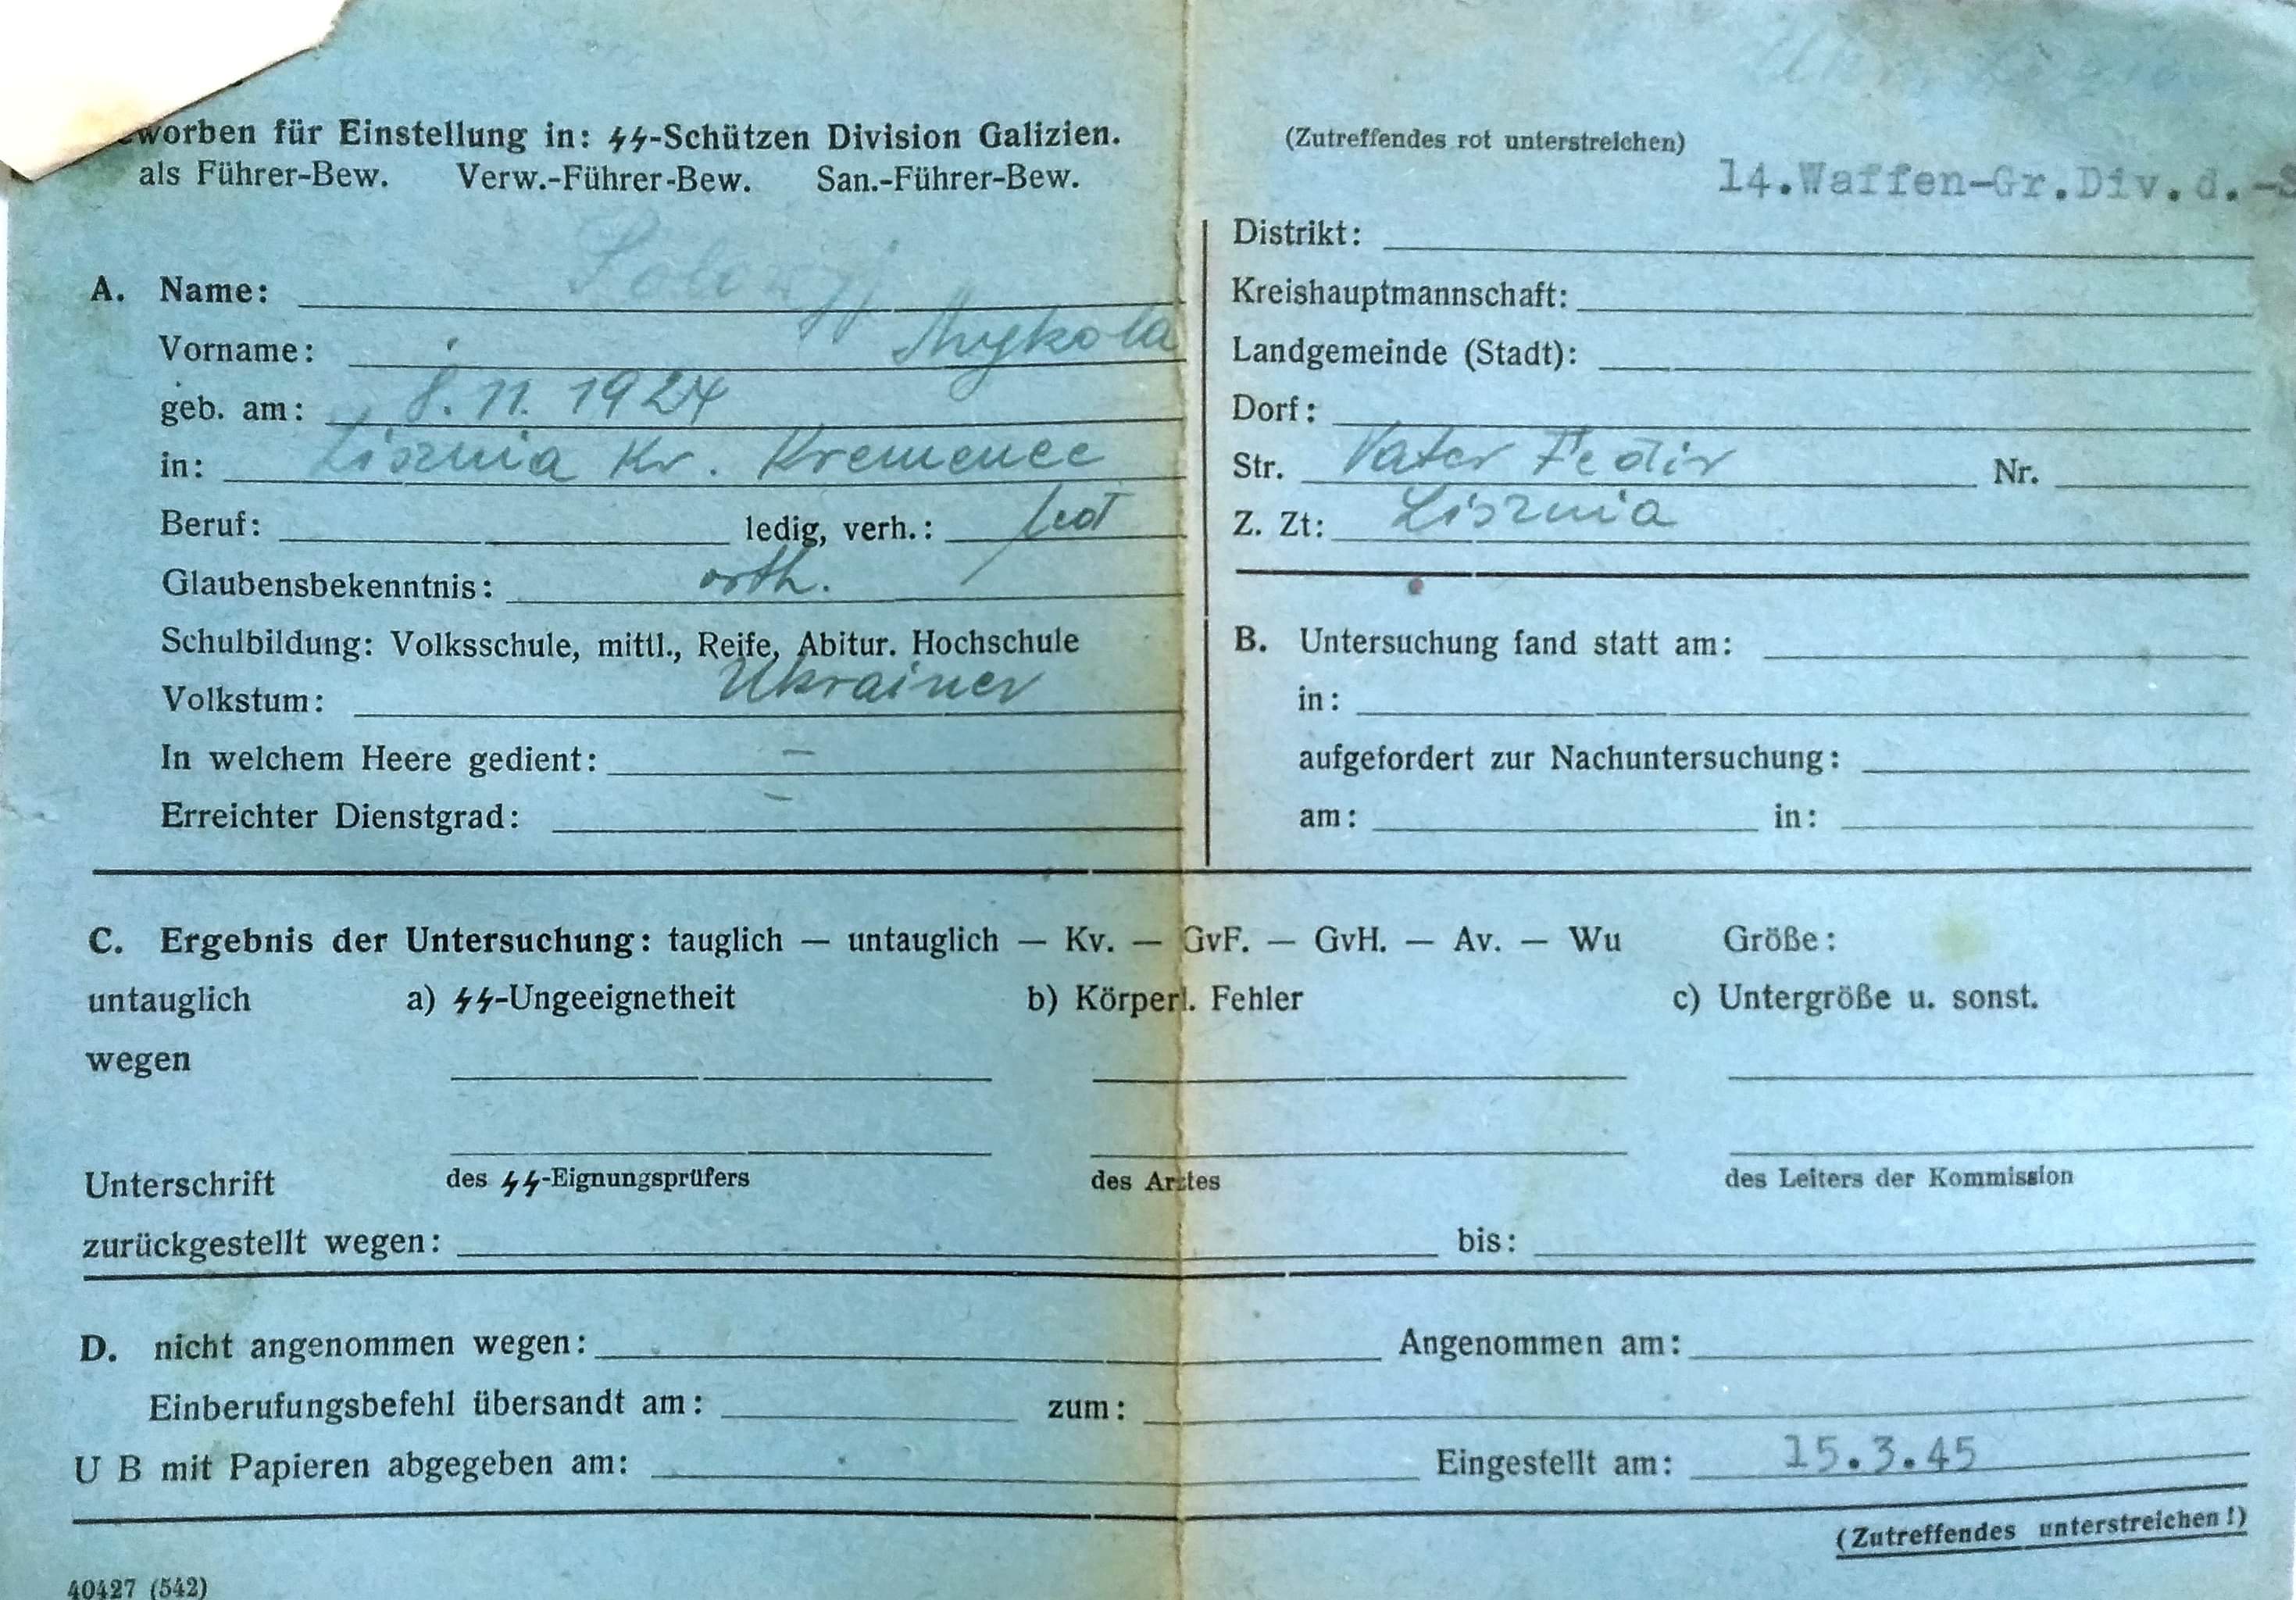 worben für Einstellung in: ϟϟ-Schützen Division Galizien. (Zutreffendes rot unterstreichen)
als Führer-Bew. Verw.-Führer-Bew. San.-Führer-Bew.
14.Waffen-Gr.Div.d.-S
A. Name:
Vorname: Mykola
geb. am: 8.11.1924
in: Lisznia Kr. Kremenec
Beruf: ledig, verh.: led
Glaubensbekenntnis: orth.
Schulbildung: Volksschule, mittl., Reife, Abitur. Hochschule
Volkstum: Ukrainer
In welchem Heere gedient: –
Erreichter Dienstgrad: –
Distrikt:
Kreishauptmannschaft:
Landgemeinde (Stadt):
Dorf:
Str. Vater Fedir Nr.
Z. Zt: Lisznia
B. Untersuchung fand statt am:
in:
aufgefordert zur Nachuntersuchung:
am: in:
C. Ergebnis der Untersuchung: tauglich — untauglich — Kv. — GvF. — GvH. — Av. — Wu Größe:
untauglich a) ϟϟ-Ungeeignetheit b) Körperl. Fehler c) Untergröße u. sonst.
wegen
Unterschrift des ϟϟ-Eignungsprüfers des Arztes des Leiters der Kommission
zurückgestellt wegen: bis:
D. nicht angenommen wegen: Angenommen am:
Einberufungsbefehl übersandt am: zum:
U B mit Papieren abgegeben am: Eingestellt am: 15.3.45
(Zutreffendes unterstreichen!)
40427 (542)